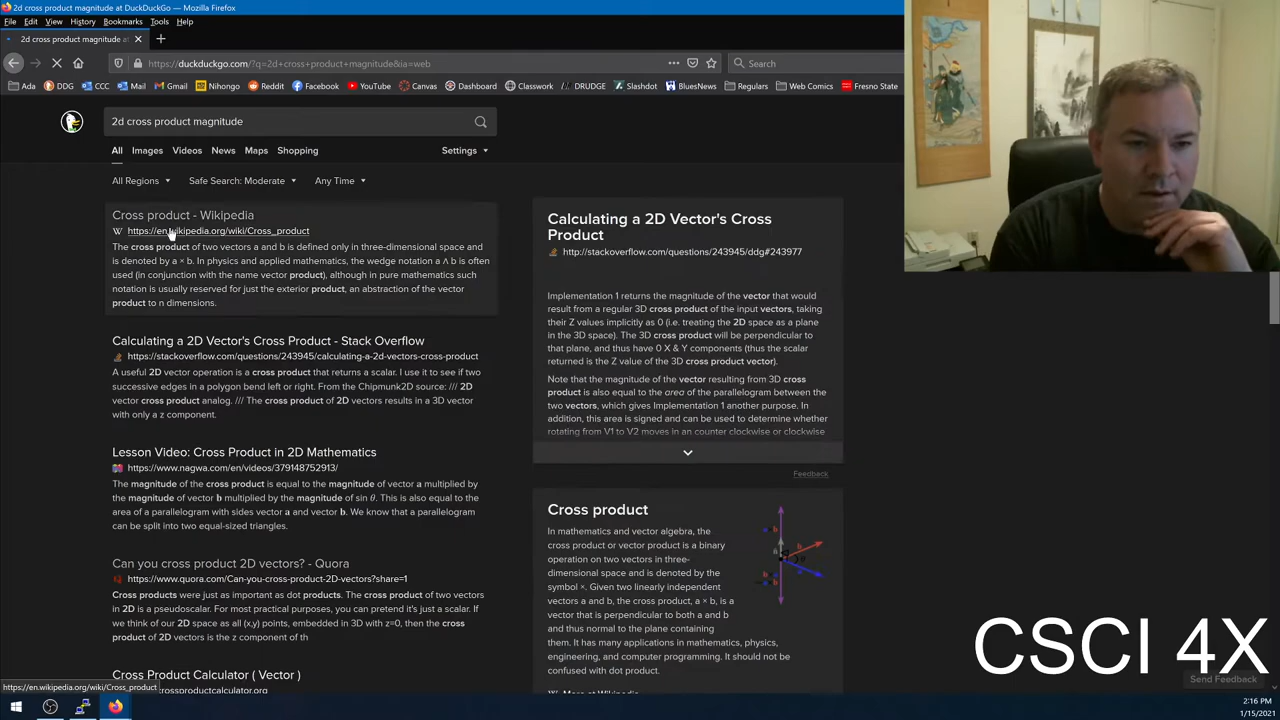 2d cross product magnitude at DuckDuckGo - Mozilla Firefox
File Edit View History Bookmarks Tools Help
2d cross product magnitude at
https://duckduckgo.com/?q=2d+cross+product+magnitude&ia=web
Search
Ada DDG CCC Mail Gmail Nihongo Reddit Facebook YouTube Canvas Dashboard Classwork DRUDGE Slashdot BluesNews Regulars Web Comics Fresno State
2d cross product magnitude
All Images Videos News Maps Shopping Settings
All Regions Safe Search: Moderate Any Time
Cross product - Wikipedia
W https://en.wikipedia.org/wiki/Cross_product
The cross product of two vectors a and b is defined only in three-dimensional space and
is denoted by a × b. In physics and applied mathematics, the wedge notation a Λ b is often
used (in conjunction with the name vector product), although in pure mathematics such
notation is usually reserved for just the exterior product, an abstraction of the vector
product to n dimensions.
Calculating a 2D Vector's Cross Product - Stack Overflow
https://stackoverflow.com/questions/243945/calculating-a-2d-vectors-cross-product
A useful 2D vector operation is a cross product that returns a scalar. I use it to see if two
successive edges in a polygon bend left or right. From the Chipmunk2D source: /// 2D
vector cross product analog. /// The cross product of 2D vectors results in a 3D vector
with only a z component.
Lesson Video: Cross Product in 2D Mathematics
https://www.nagwa.com/en/videos/379148752913/
The magnitude of the cross product is equal to the magnitude of vector a multiplied by
the magnitude of vector b multiplied by the magnitude of sin θ. This is also equal to the
area of a parallelogram with sides vector a and vector b. We know that a parallelogram
can be split into two equal-sized triangles.
Can you cross product 2D vectors? - Quora
https://www.quora.com/Can-you-cross-product-2D-vectors?share=1
Cross products were just as important as dot products. The cross product of two vectors
in 2D is a pseudoscalar. For most practical purposes, you can pretend it's just a scalar. If
we think of our 2D space as all (x,y) points, embedded in 3D with z=0, then the cross
product of 2D vectors is the z component of th
Cross Product Calculator ( Vector )
crossproductcalculator.org
https://en.wikipedia.org/wiki/Cross_product
Calculating a 2D Vector's Cross
Product
http://stackoverflow.com/questions/243945/ddg#243977
Implementation 1 returns the magnitude of the vector that would
result from a regular 3D cross product of the input vectors, taking
their Z values implicitly as 0 (i.e. treating the 2D space as a plane
in the 3D space). The 3D cross product will be perpendicular to
that plane, and thus have 0 X & Y components (thus the scalar
returned is the Z value of the 3D cross product vector).
Note that the magnitude of the vector resulting from 3D cross
product is also equal to the area of the parallelogram between the
two vectors, which gives Implementation 1 another purpose. In
addition, this area is signed and can be used to determine whether
rotating from V1 to V2 moves in an counter clockwise or clockwise
Feedback
Cross product
In mathematics and vector algebra, the
cross product or vector product is a binary
operation on two vectors in three-
dimensional space and is denoted by the
symbol ×. Given two linearly independent
vectors a and b, the cross product, a × b, is a
vector that is perpendicular to both a and b
and thus normal to the plane containing
them. It has many applications in mathematics, physics,
engineering, and computer programming. It should not be
confused with dot product.
W More at Wikipedia
CSCI 4X
Send Feedback
2:16 PM
1/15/2021